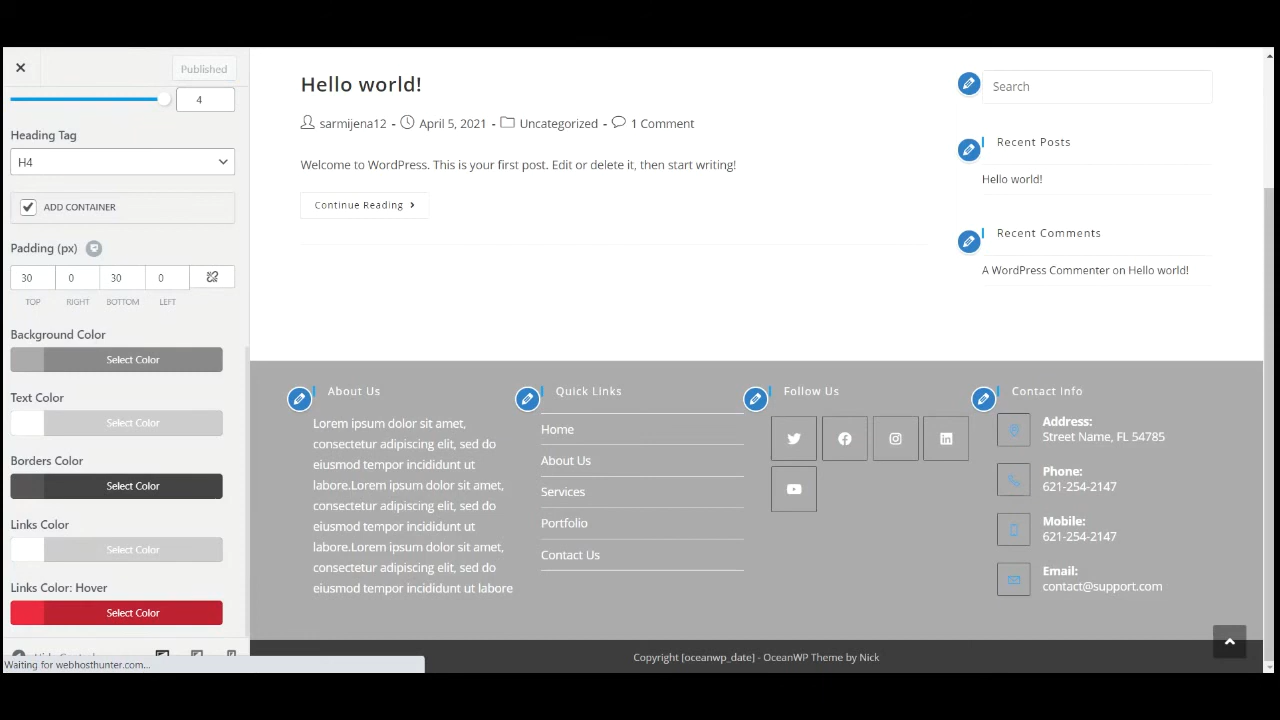 Published
4
Heading Tag
H4
ADD CONTAINER
Padding (px)
30 0 30 0
TOP RIGHT BOTTOM LEFT
Background Color
Select Color
Text Color
Select Color
Borders Color
Select Color
Links Color
Select Color
Links Color: Hover
Select Color
Waiting for webhosthunter.com...
Hello world!
sarmijena12 - April 5, 2021 - Uncategorized - 1 Comment
Welcome to WordPress. This is your first post. Edit or delete it, then start writing!
Continue Reading
Search
Recent Posts
Hello world!
Recent Comments
A WordPress Commenter on Hello world!
About Us
Lorem ipsum dolor sit amet,
consectetur adipiscing elit, sed do
eiusmod tempor incididunt ut
labore.Lorem ipsum dolor sit amet,
consectetur adipiscing elit, sed do
eiusmod tempor incididunt ut
labore.Lorem ipsum dolor sit amet,
consectetur adipiscing elit, sed do
eiusmod tempor incididunt ut labore
Quick Links
Home
About Us
Services
Portfolio
Contact Us
Follow Us
Contact Info
Address:
Street Name, FL 54785
Phone:
621-254-2147
Mobile:
621-254-2147
Email:
contact@support.com
Copyright [oceanwp_date] - OceanWP Theme by Nick